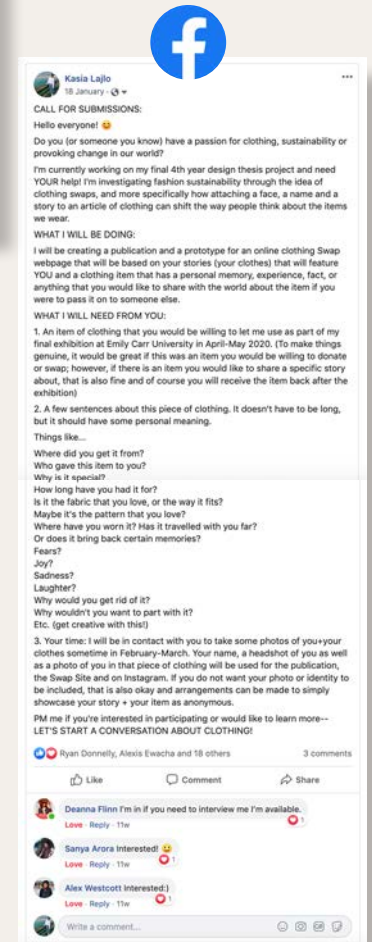 Kasia Lajlo
18 January
CALL FOR SUBMISSIONS:
Hello everyone! 😊
Do you (or someone you know) have a passion for clothing, sustainability or
provoking change in our world?
I'm currently working on my final 4th year design thesis project and need
YOUR help! I'm investigating fashion sustainability through the idea of
clothing swaps, and more specifically how attaching a face, a name and a
story to an article of clothing can shift the way people think about the items
we wear.
WHAT I WILL BE DOING:
I will be creating a publication and a prototype for an online clothing Swap
webpage that will be based on your stories (your clothes) that will feature
YOU and a clothing item that has a personal memory, experience, fact, or
anything that you would like to share with the world about the item if you
were to pass it on to someone else.
WHAT I WILL NEED FROM YOU:
1. An item of clothing that you would be willing to let me use as part of my
final exhibition at Emily Carr University in April-May 2020. (To make things
genuine, it would be great if this was an item you would be willing to donate
or swap; however, if there is an item you would like to share a specific story
about, that is also fine and of course you will receive the item back after the
exhibition)
2. A few sentences about this piece of clothing. It doesn't have to be long,
but it should have some personal meaning.
Things like...
Where did you get it from?
Who gave this item to you?
Why is it special?
How long have you had it for?
Is it the fabric that you love, or the way it fits?
Maybe it's the pattern that you love?
Where have you worn it? Has it travelled with you far?
Or does it bring back certain memories?
Fears?
Joy?
Sadness?
Laughter?
Why would you get rid of it?
Why wouldn't you want to part with it?
Etc. (get creative with this!)
3. Your time: I will be in contact with you to take some photos of you+your
clothes sometime in February-March. Your name, a headshot of you as well
as a photo of you in that piece of clothing will be used for the publication,
the Swap Site and on Instagram. If you do not want your photo or identity to
be included, that is also okay and arrangements can be made to simply
showcase your story + your item as anonymous.
PM me if you're interested in participating or would like to learn more--
LET'S START A CONVERSATION ABOUT CLOTHING!
Ryan Donnelly, Alexis Ewacha and 18 others 3 comments
Like Comment Share
Deanna Flinn I'm in if you need to interview me I'm available.
1
Love · Reply · 11w
Sanya Arora Interested! 😀
1
Love · Reply · 11w
Alex Westcott Interested:)
1
Love · Reply · 11w
Write a comment...
GIF